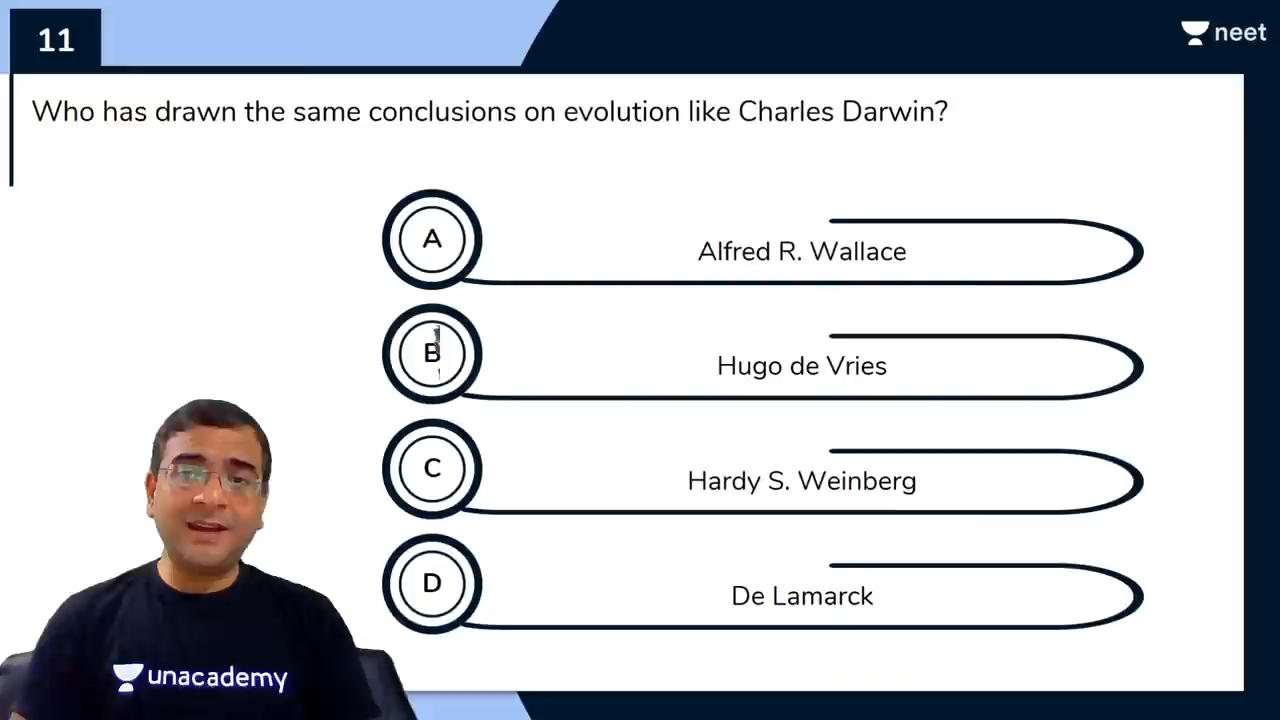 11
neet
Who has drawn the same conclusions on evolution like Charles Darwin?
A
Alfred R. Wallace
B
Hugo de Vries
C
Hardy S. Weinberg
D
De Lamarck
unacademy